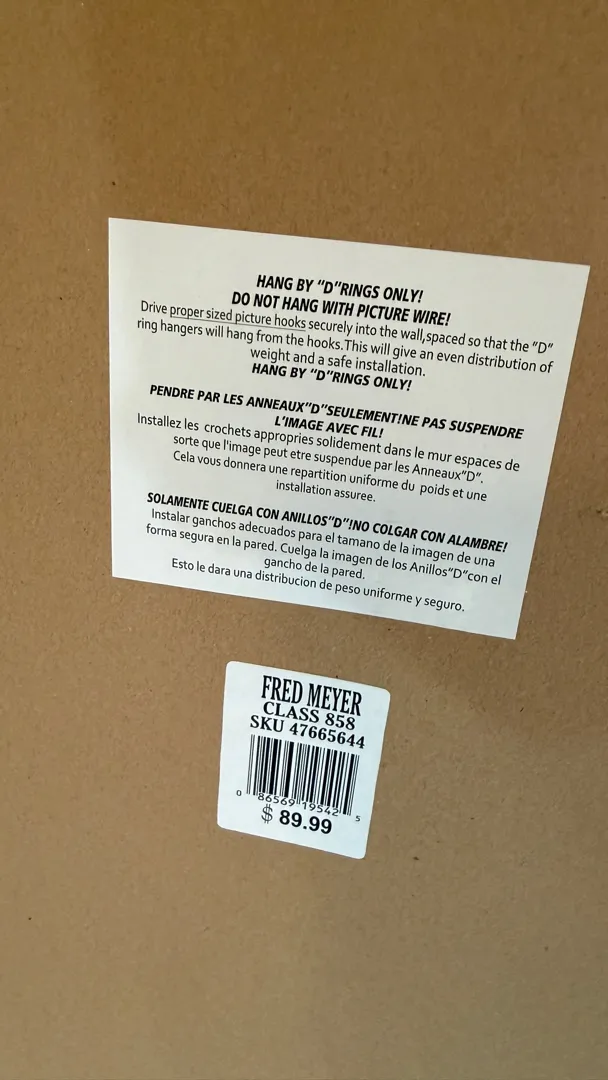 HANG BY "D"RINGS ONLY!
DO NOT HANG WITH PICTURE WIRE!
Drive proper sized picture hooks securely into the wall,spaced so that the "D"
ring hangers will hang from the hooks.This will give an even distribution of
weight and a safe installation.
HANG BY "D"RINGS ONLY!
PENDRE PAR LES ANNEAUX"D"SEULEMENT!NE PAS SUSPENDRE
L'IMAGE AVEC FIL!
Installez les crochets appropries solidement dans le mur espaces de
sorte que l'image peut etre suspendue par les Anneaux"D".
Cela vous donnera une repartition uniforme du poids et une
installation assuree.
SOLAMENTE CUELGA CON ANILLOS"D"!NO COLGAR CON ALAMBRE!
Instalar ganchos adecuados para el tamano de la imagen de una
forma segura en la pared. Cuelga la imagen de los Anillos"D"con el
gancho de la pared.
Esto le dara una distribucion de peso uniforme y seguro.
FRED MEYER
CLASS 858
SKU 47665644
0 86569 19542 5
$ 89.99